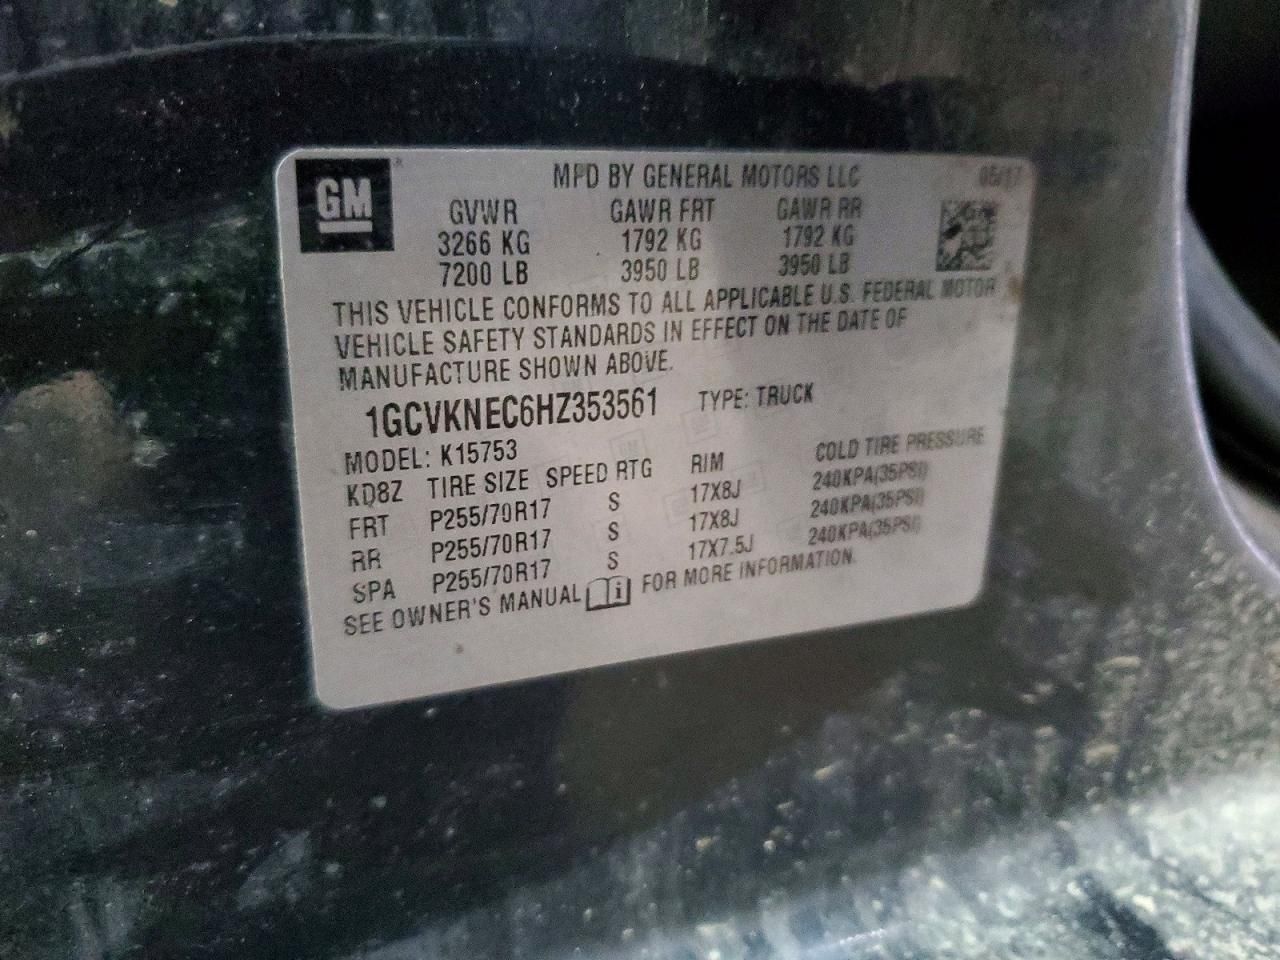 GM
MFD BY GENERAL MOTORS LLC 05/17
GVWR GAWR FRT GAWR RR
3266 KG 1792 KG 1792 KG
7200 LB 3950 LB 3950 LB
THIS VEHICLE CONFORMS TO ALL APPLICABLE U.S. FEDERAL MOTOR
VEHICLE SAFETY STANDARDS IN EFFECT ON THE DATE OF
MANUFACTURE SHOWN ABOVE.
1GCVKNEC6HZ353561 TYPE: TRUCK
MODEL: K15753
KD8Z TIRE SIZE SPEED RTG RIM COLD TIRE PRESSURE
FRT P255/70R17 S 17X8J 240KPA(35PSI)
RR P255/70R17 S 17X8J 240KPA(35PSI)
SPA P255/70R17 S 17X7.5J 240KPA(35PSI)
SEE OWNER'S MANUAL i FOR MORE INFORMATION.